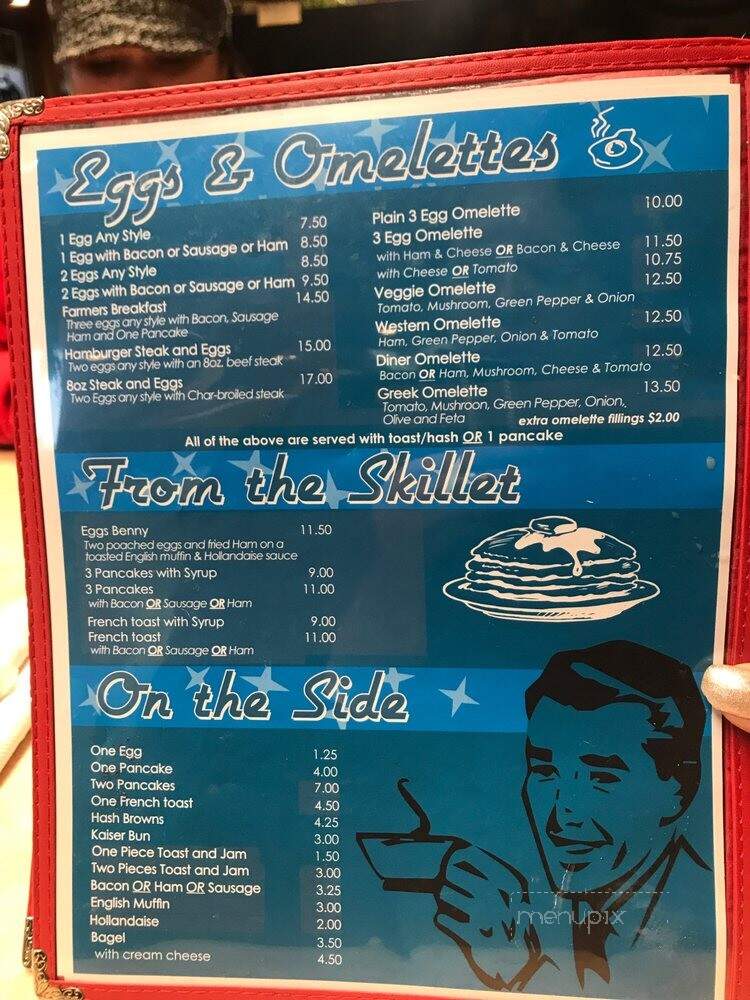 Eggs & Omelettes
1 Egg Any Style 7.50
1 Egg with Bacon or Sausage or Ham 8.50
2 Eggs Any Style 8.50
2 Eggs with Bacon or Sausage or Ham 9.50
Farmers Breakfast 14.50
Three eggs any style with Bacon, Sausage
Ham and One Pancake
Hamburger Steak and Eggs 15.00
Two eggs any style with an 8oz. beef steak
8oz Steak and Eggs 17.00
Two Eggs any style with Char-broiled steak
Plain 3 Egg Omelette 10.00
3 Egg Omelette
with Ham & Cheese OR Bacon & Cheese 11.50
with Cheese OR Tomato 10.75
Veggie Omelette 12.50
Tomato, Mushroom, Green Pepper & Onion
Western Omelette 12.50
Ham, Green Pepper, Onion & Tomato
Diner Omelette 12.50
Bacon OR Ham, Mushroom, Cheese & Tomato
Greek Omelette 13.50
Tomato, Mushroon, Green Pepper, Onion,
Olive and Feta extra omelette fillings $2.00
All of the above are served with toast/hash OR 1 pancake
From the Skillet
Eggs Benny 11.50
Two poached eggs and fried Ham on a
toasted English muffin & Hollandaise sauce
3 Pancakes with Syrup 9.00
3 Pancakes 11.00
with Bacon OR Sausage OR Ham
French toast with Syrup 9.00
French toast 11.00
with Bacon OR Sausage OR Ham
On the Side
One Egg 1.25
One Pancake 4.00
Two Pancakes 7.00
One French toast 4.50
Hash Browns 4.25
Kaiser Bun 3.00
One Piece Toast and Jam 1.50
Two Pieces Toast and Jam 3.00
Bacon OR Ham OR Sausage 3.25
English Muffin 3.00
Hollandaise 2.00
Bagel 3.50
with cream cheese 4.50
menupix